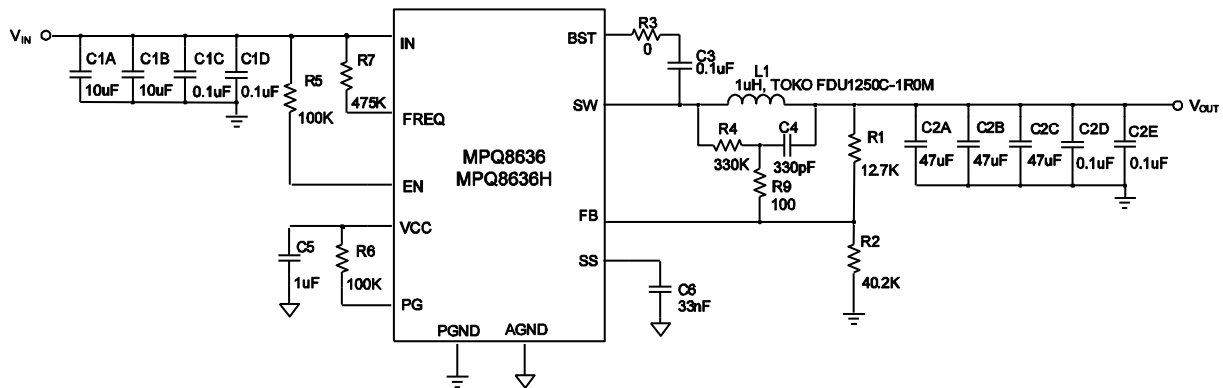 VIN
C1A
10uF
C1B
10uF
C1C
0.1uF
C1D
0.1uF
R5
100K
R7
475K
IN
FREQ
EN
VCC
PG
PGND
AGND
BST
SW
FB
SS
MPQ8636
MPQ8636H
C5
1uF
R6
100K
R3
0
C3
0.1uF
L1
1uH, TOKO FDU1250C-1R0M
R4
330K
C4
330pF
R9
100
R1
12.7K
R2
40.2K
C6
33nF
C2A
47uF
C2B
47uF
C2C
47uF
C2D
0.1uF
C2E
0.1uF
VOUT